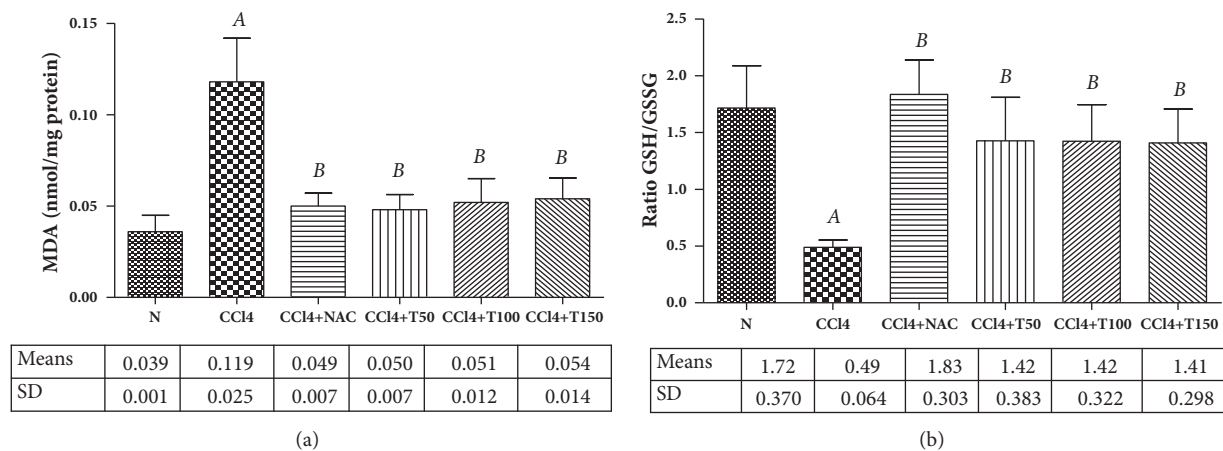 0.15
0.10
0.05
0.00
MDA (nmol/mg protein)
A
B
B
B
B
N CCl4 CCl4+NAC CCl4+T50 CCl4+T100 CCl4+T150
Means 0.039 0.119 0.049 0.050 0.051 0.054
SD 0.001 0.025 0.007 0.007 0.012 0.014
(a)
2.5
2.0
1.5
1.0
0.5
0.0
Ratio GSH/GSSG
A
B
B
B
B
N CCl4 CCl4+NAC CCl4+T50 CCl4+T100 CCl4+T150
Means 1.72 0.49 1.83 1.42 1.42 1.41
SD 0.370 0.064 0.303 0.383 0.322 0.298
(b)